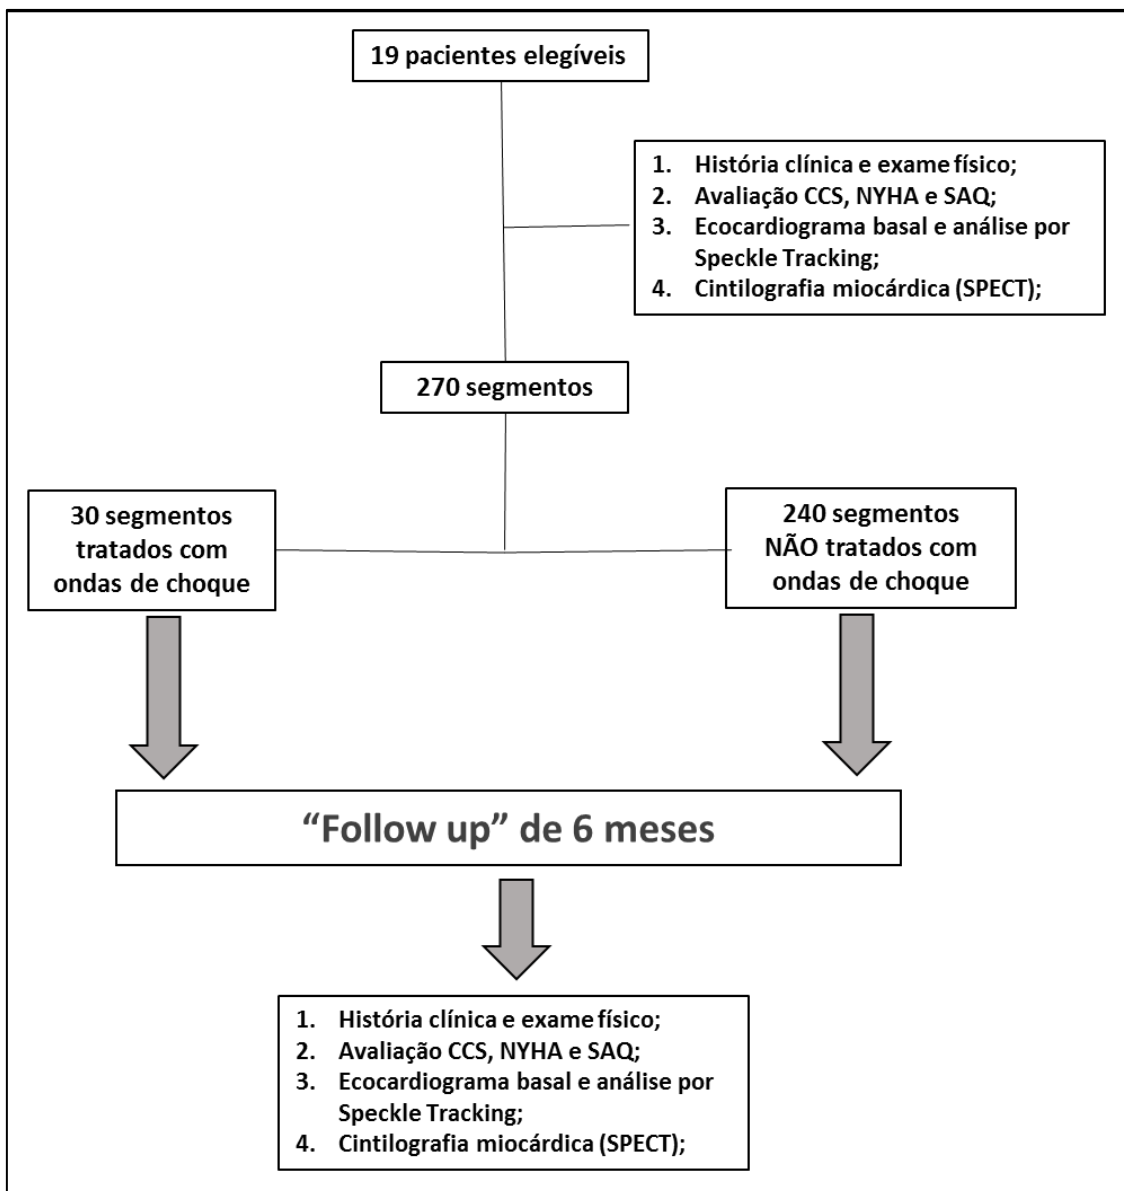 19 pacientes elegíveis
1. História clínica e exame físico;
2. Avaliação CCS, NYHA e SAQ;
3. Ecocardiograma basal e análise por
Speckle Tracking;
4. Cintilografia miocárdica (SPECT);
270 segmentos
30 segmentos
tratados com
ondas de choque
240 segmentos
NÃO tratados com
ondas de choque
“Follow up” de 6 meses
1. História clínica e exame físico;
2. Avaliação CCS, NYHA e SAQ;
3. Ecocardiograma basal e análise por
Speckle Tracking;
4. Cintilografia miocárdica (SPECT);